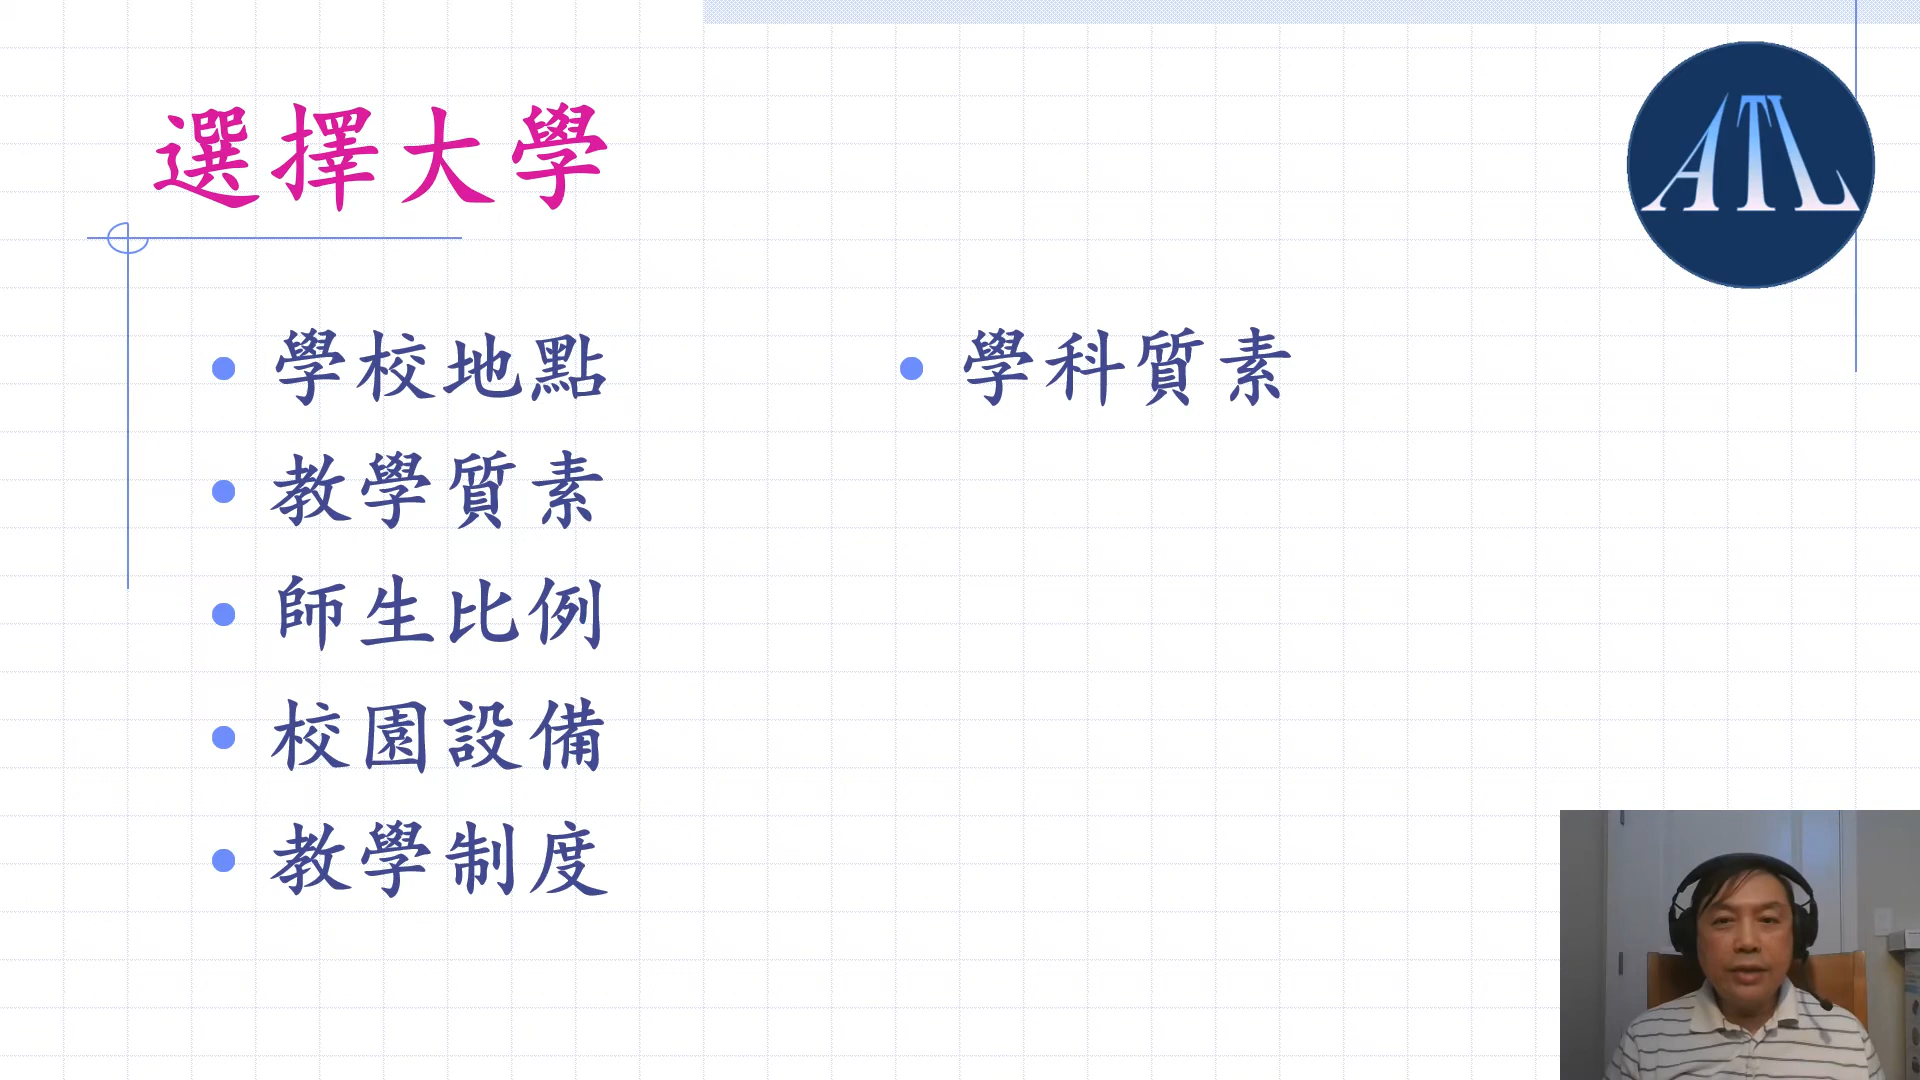 選擇大學
ATL
學校地點
教學質素
師生比例
校園設備
教學制度
學科質素